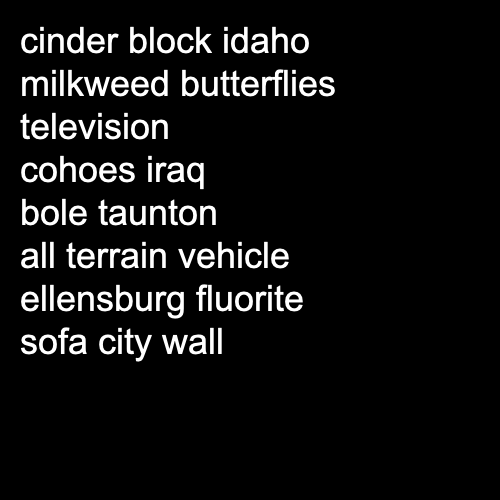 cinder block idaho
milkweed butterflies
television
cohoes iraq
bole taunton
all terrain vehicle
ellensburg fluorite
sofa city wall